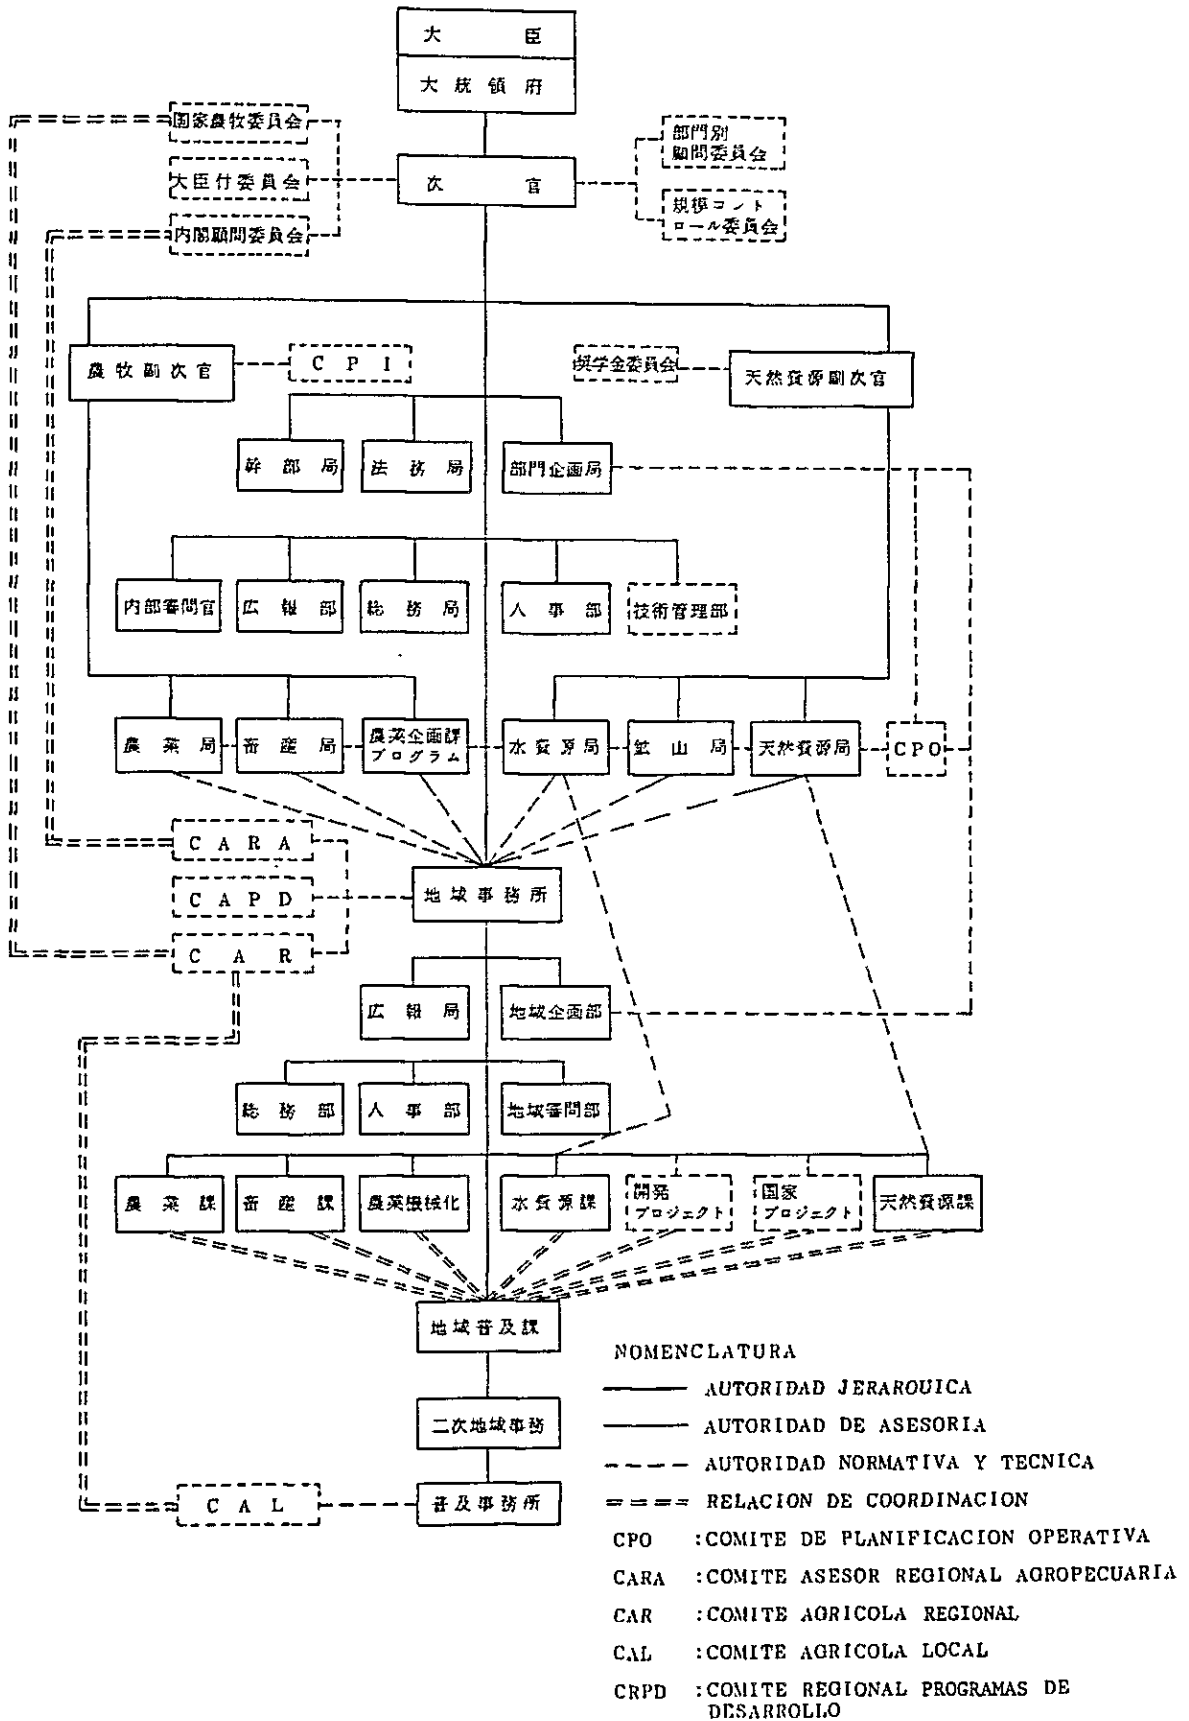 大臣
大統領府
国家農牧委員会
大臣付委員会
内閣顧問委員会
次官
部門別
顧問委員会
規模コント
ロール委員会
農牧副次官
CPI
奨学金委員会
天然資源副次官
幹部局
法務局
部門企画局
内部審問官
広報部
総務局
人事部
技術管理部
農業局
畜産局
農業企画課
プログラム
水資源局
鉱山局
天然資源局
CPO
CARA
CAPD
CAR
地域事務所
広報局
地域企画部
総務部
人事部
地域審問部
農業課
畜産課
農業機械化
水資源課
開発
プロジェクト
国家
プロジェクト
天然資源課
地域普及課
二次地域事務
CAL
普及事務所
NOMENCLATURA
AUTORIDAD JERAROUICA
AUTORIDAD DE ASESORIA
AUTORIDAD NORMATIVA Y TECNICA
RELACION DE COORDINACION
CPO :COMITE DE PLANIFICACION OPERATIVA
CARA :COMITE ASESOR REGIONAL AGROPECUARIA
CAR :COMITE AGRICOLA REGIONAL
CAL :COMITE AGRICOLA LOCAL
CRPD :COMITE REGIONAL PROGRAMAS DE
DESARROLLO